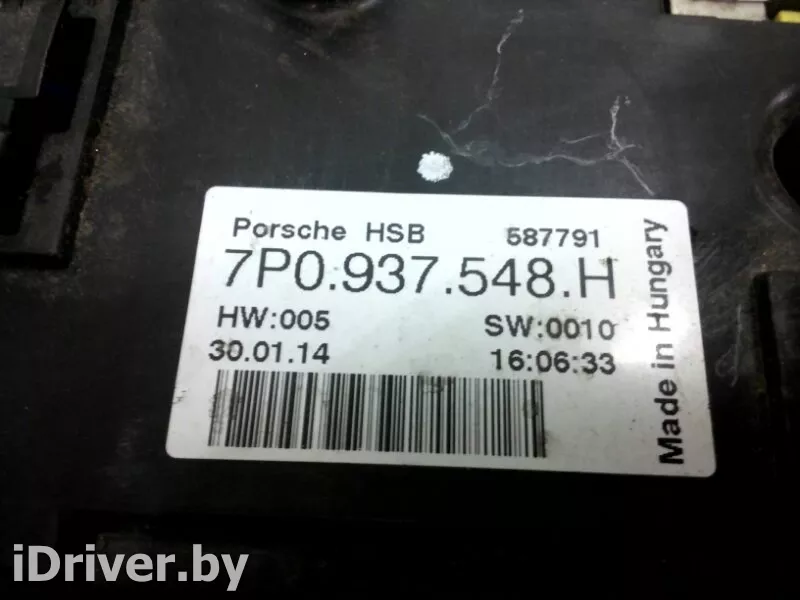 Porsche HSB 587791
7P0.937.548.H
HW:005 SW:0010
30.01.14 16:06:33
Made in Hungary
iDriver.by